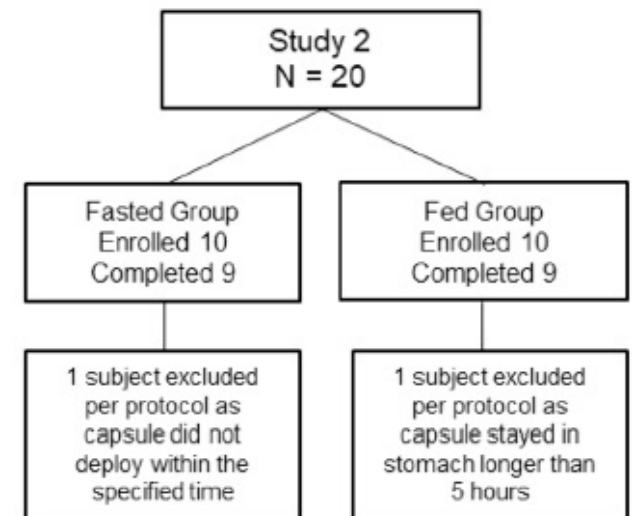 Study 2
N = 20
Fasted Group
Enrolled 10
Completed 9
Fed Group
Enrolled 10
Completed 9
1 subject excluded
per protocol as
capsule did not
deploy within the
specified time
1 subject excluded
per protocol as
capsule stayed in
stomach longer than
5 hours